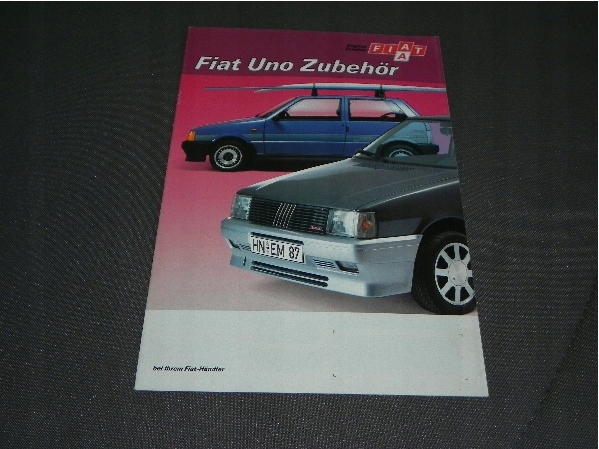 FIAT
A
Fiat Uno Zubehör
HN-EM 87
bei Ihrem Fiat-Händler